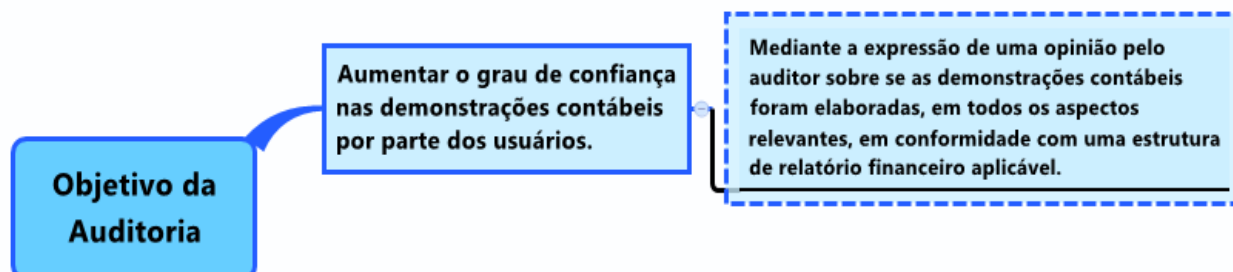 Objetivo da
Auditoria
Aumentar o grau de confiança
nas demonstrações contábeis
por parte dos usuários.
Mediante a expressão de uma opinião pelo
auditor sobre se as demonstrações contábeis
foram elaboradas, em todos os aspectos
relevantes, em conformidade com uma estrutura
de relatório financeiro aplicável.